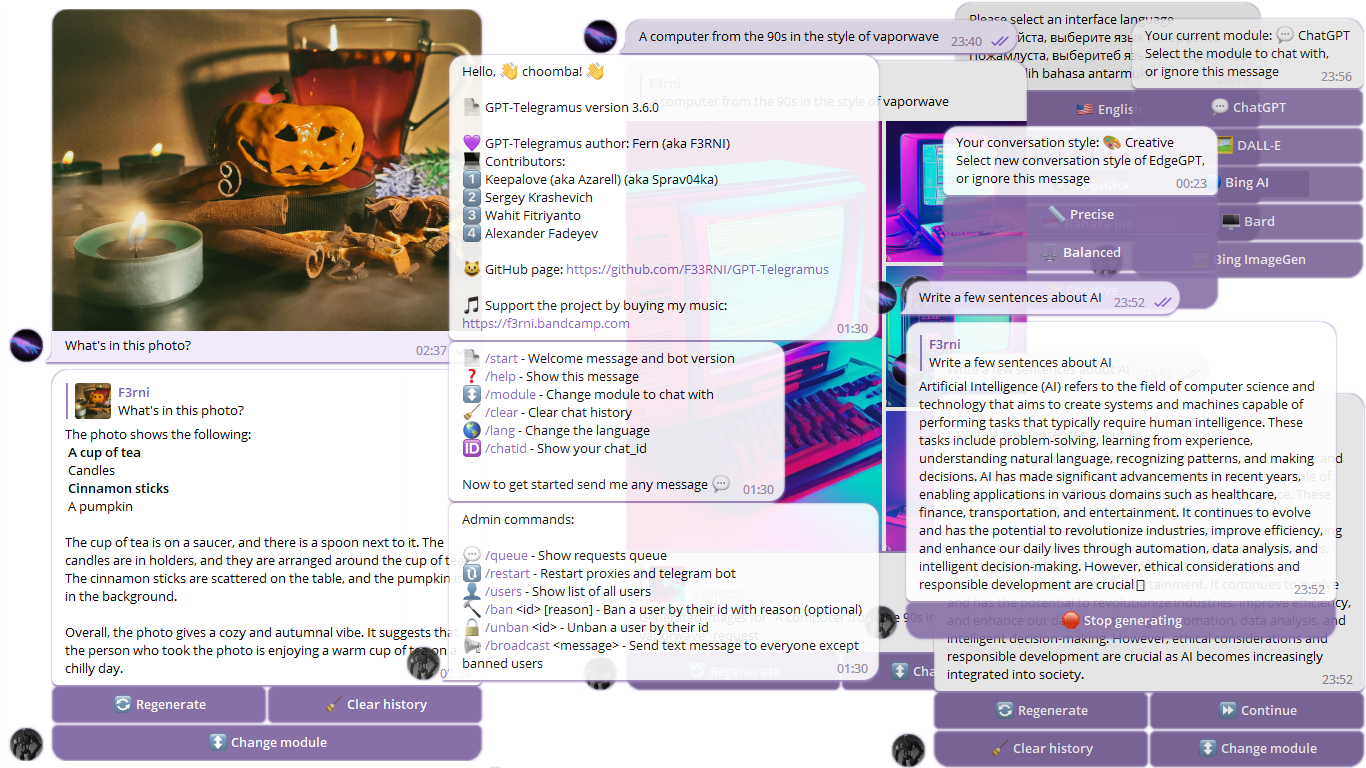 What's in this photo?
02:37
F3rni
What's in this photo?
The photo shows the following:
A cup of tea
Candles
Cinnamon sticks
A pumpkin
The cup of tea is on a saucer, and there is a spoon next to it. The
candles are in holders, and they are arranged around the cup of tea.
The cinnamon sticks are scattered on the table, and the pumpkin is
in the background.
Overall, the photo gives a cozy and autumnal vibe. It suggests that
the person who took the photo is enjoying a warm cup of tea on a
chilly day.
Regenerate
Clear history
Change module
A computer from the 90s in the style of vaporwave
23:40
F3rni
computer from the 90s in the style of vaporwave
Hello, 👋 choomba! 👋
GPT-Telegramus version 3.6.0
💜 GPT-Telegramus author: Fern (aka F3RNI)
Contributors:
1 Keepalove (aka Azarell) (aka Sprav04ka)
2 Sergey Krashevich
3 Wahit Fitriyanto
4 Alexander Fadeyev
GitHub page: https://github.com/F33RNI/GPT-Telegramus
🎵 Support the project by buying my music:
https://f3rni.bandcamp.com
01:30
/start - Welcome message and bot version
❓ /help - Show this message
/module - Change module to chat with
/clear - Clear chat history
/lang - Change the language
🆔 /chatid - Show your chat_id
Now to get started send me any message 💬
01:30
Admin commands:
/queue - Show requests queue
/restart - Restart proxies and telegram bot
/users - Show list of all users
/ban <id> [reason] - Ban a user by their id with reason (optional)
/unban <id> - Unban a user by their id
/broadcast <message> - Send text message to everyone except
banned users
01:30
4 photos
Regenerate
Please select an interface language
выберите
Пожалуйста, выберите
bahasa
English
Your current module: 💬 ChatGPT
Select the module to chat with,
or ignore this message
23:56
ChatGPT
DALL-E
Bing AI
Bard
Bing ImageGen
Your conversation style: 🎨 Creative
Select new conversation style of EdgeGPT,
or ignore this message
00:23
Precise
Balanced
Write a few sentences about AI
23:52
F3rni
Write a few sentences about AI
Artificial Intelligence (AI) refers to the field of computer science and
technology that aims to create systems and machines capable of
performing tasks that typically require human intelligence. These
tasks include problem-solving, learning from experience,
understanding natural language, recognizing patterns, and making
decisions. AI has made significant advancements in recent years,
enabling applications in various domains such as healthcare,
finance, transportation, and entertainment. It continues to evolve
and has the potential to revolutionize industries, improve efficiency,
and enhance our daily lives through automation, data analysis, and
intelligent decision-making. However, ethical considerations and
responsible development are crucial
23:52
Stop generating
intelligent decision-making. However, ethical considerations and
responsible development are crucial as AI becomes increasingly
integrated into society.
23:52
Regenerate
Continue
Clear history
Change module